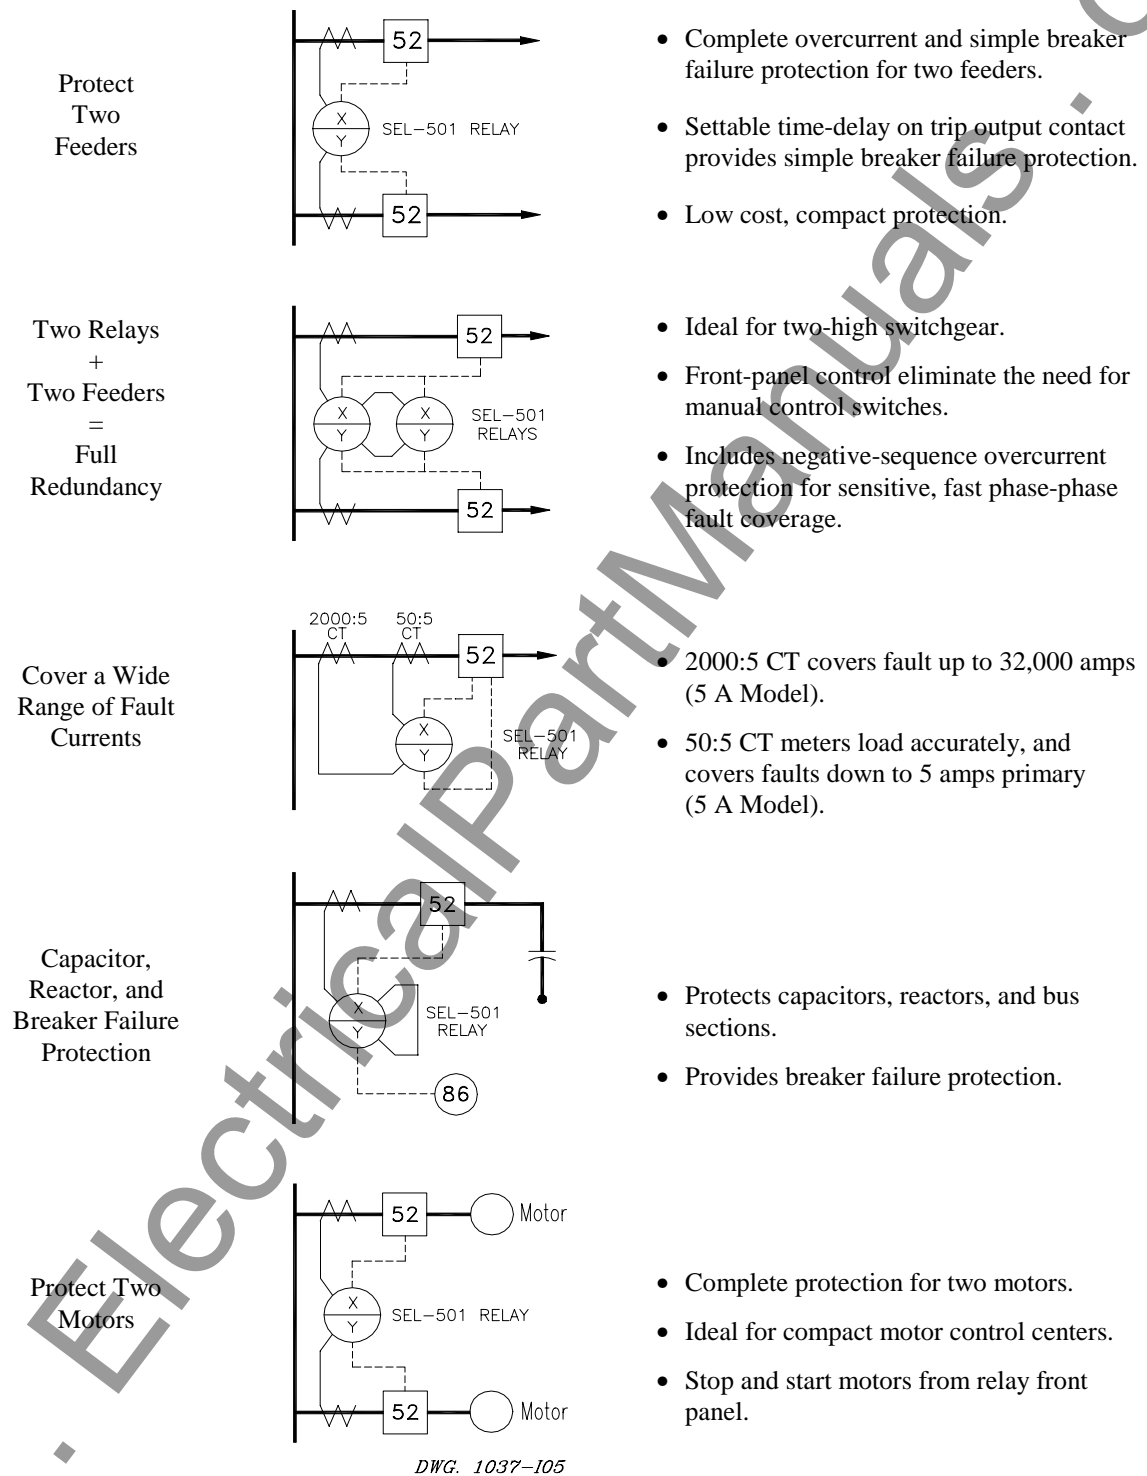 Protect
Two
Feeders
52
X
Y
SEL-501 RELAY
52
• Complete overcurrent and simple breaker
failure protection for two feeders.
• Settable time-delay on trip output contact
provides simple breaker failure protection.
• Low cost, compact protection.
Two Relays
+
Two Feeders
=
Full
Redundancy
52
X
Y
X
Y
SEL-501
RELAYS
52
• Ideal for two-high switchgear.
• Front-panel control eliminate the need for
manual control switches.
• Includes negative-sequence overcurrent
protection for sensitive, fast phase-phase
fault coverage.
Cover a Wide
Range of Fault
Currents
2000:5
CT
50:5
CT
52
X
Y
SEL-501
RELAY
• 2000:5 CT covers fault up to 32,000 amps
(5 A Model).
• 50:5 CT meters load accurately, and
covers faults down to 5 amps primary
(5 A Model).
Capacitor,
Reactor, and
Breaker Failure
Protection
52
X
Y
SEL-501
RELAY
86
• Protects capacitors, reactors, and bus
sections.
• Provides breaker failure protection.
Protect Two
Motors
52
Motor
X
Y
SEL-501 RELAY
52
Motor
• Complete protection for two motors.
• Ideal for compact motor control centers.
• Stop and start motors from relay front
panel.
DWG. 1037-I05
. ElectricalPartManuals .